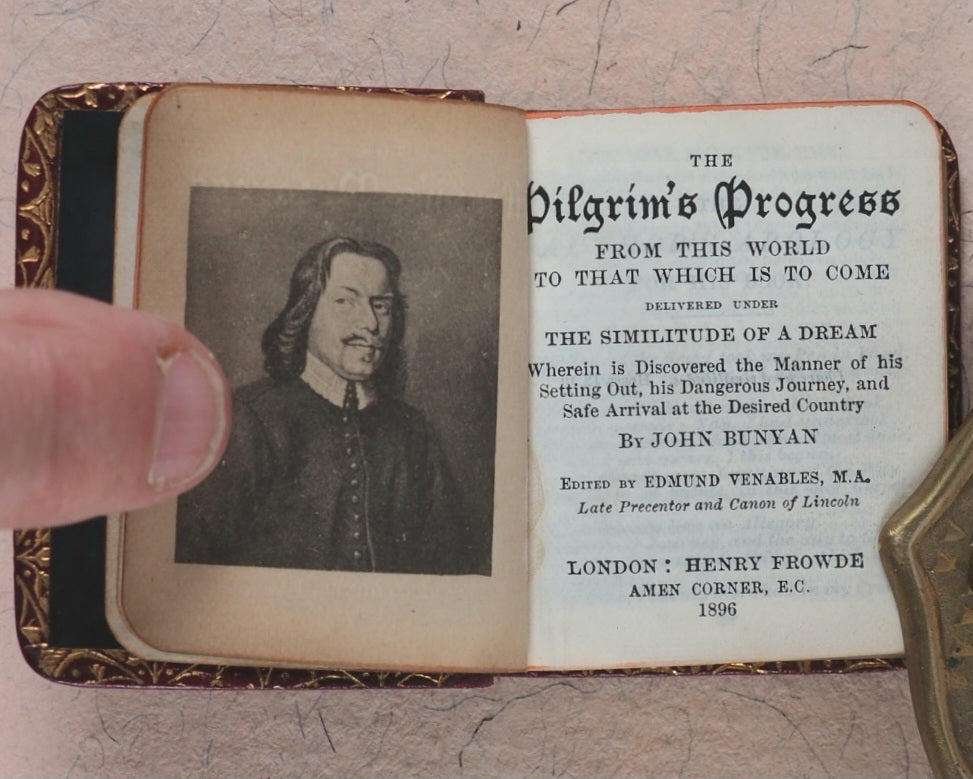 THE
Pilgrim's Progress
FROM THIS WORLD
TO THAT WHICH IS TO COME
DELIVERED UNDER
THE SIMILITUDE OF A DREAM
Wherein is Discovered the Manner of his
Setting Out, his Dangerous Journey, and
Safe Arrival at the Desired Country
By JOHN BUNYAN
Edited by EDMUND VENABLES, M.A.
Late Precentor and Canon of Lincoln
LONDON: HENRY FROWDE
AMEN CORNER, E.C.
1896